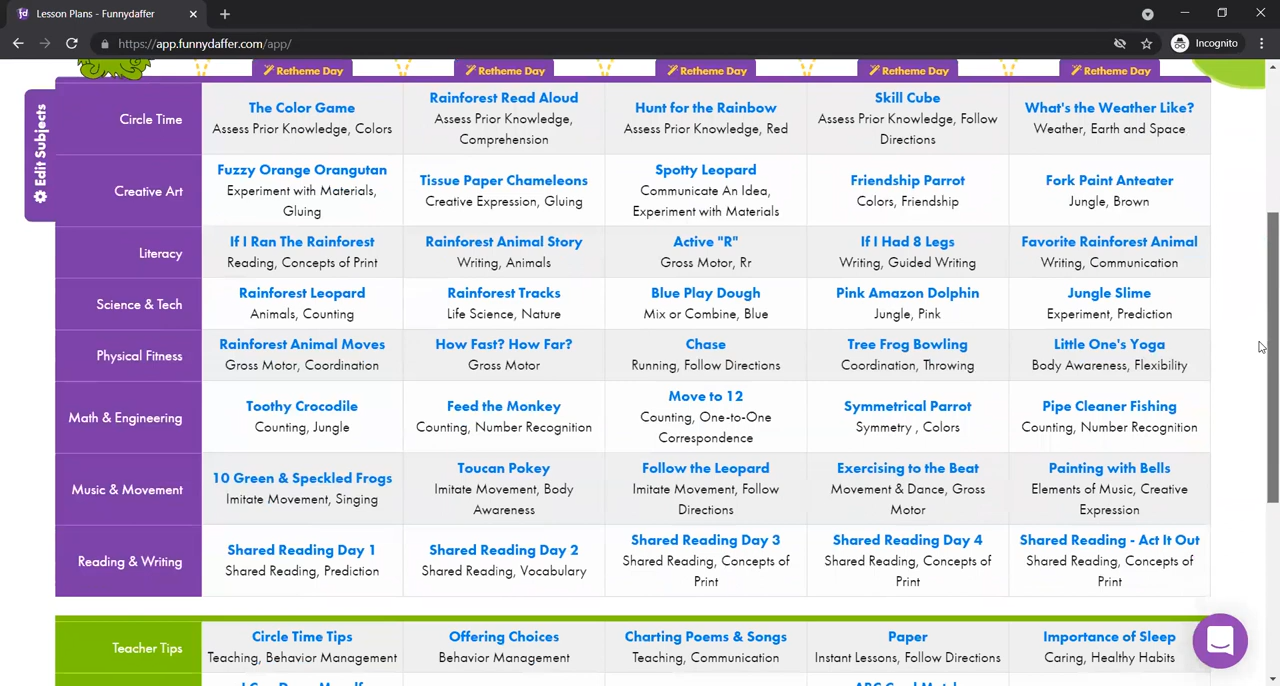 Lesson Plans - Funnydaffer
https://app.funnydaffer.com/app/
Incognito
Retheme Day
Retheme Day
Retheme Day
Retheme Day
Retheme Day
Edit Subjects
Circle Time
The Color Game
Assess Prior Knowledge, Colors
Rainforest Read Aloud
Assess Prior Knowledge,
Comprehension
Hunt for the Rainbow
Assess Prior Knowledge, Red
Skill Cube
Assess Prior Knowledge, Follow
Directions
What's the Weather Like?
Weather, Earth and Space
Creative Art
Fuzzy Orange Orangutan
Experiment with Materials,
Gluing
Tissue Paper Chameleons
Creative Expression, Gluing
Spotty Leopard
Communicate An Idea,
Experiment with Materials
Friendship Parrot
Colors, Friendship
Fork Paint Anteater
Jungle, Brown
Literacy
If I Ran The Rainforest
Reading, Concepts of Print
Rainforest Animal Story
Writing, Animals
Active "R"
Gross Motor, Rr
If I Had 8 Legs
Writing, Guided Writing
Favorite Rainforest Animal
Writing, Communication
Science & Tech
Rainforest Leopard
Animals, Counting
Rainforest Tracks
Life Science, Nature
Blue Play Dough
Mix or Combine, Blue
Pink Amazon Dolphin
Jungle, Pink
Jungle Slime
Experiment, Prediction
Physical Fitness
Rainforest Animal Moves
Gross Motor, Coordination
How Fast? How Far?
Gross Motor
Chase
Running, Follow Directions
Tree Frog Bowling
Coordination, Throwing
Little One's Yoga
Body Awareness, Flexibility
Math & Engineering
Toothy Crocodile
Counting, Jungle
Feed the Monkey
Counting, Number Recognition
Move to 12
Counting, One-to-One
Correspondence
Symmetrical Parrot
Symmetry , Colors
Pipe Cleaner Fishing
Counting, Number Recognition
Music & Movement
10 Green & Speckled Frogs
Imitate Movement, Singing
Toucan Pokey
Imitate Movement, Body
Awareness
Follow the Leopard
Imitate Movement, Follow
Directions
Exercising to the Beat
Movement & Dance, Gross
Motor
Painting with Bells
Elements of Music, Creative
Expression
Reading & Writing
Shared Reading Day 1
Shared Reading, Prediction
Shared Reading Day 2
Shared Reading, Vocabulary
Shared Reading Day 3
Shared Reading, Concepts of
Print
Shared Reading Day 4
Shared Reading, Concepts of
Print
Shared Reading - Act It Out
Shared Reading, Concepts of
Print
Teacher Tips
Circle Time Tips
Teaching, Behavior Management
Offering Choices
Behavior Management
Charting Poems & Songs
Teaching, Communication
Paper
Instant Lessons, Follow Directions
Importance of Sleep
Caring, Healthy Habits